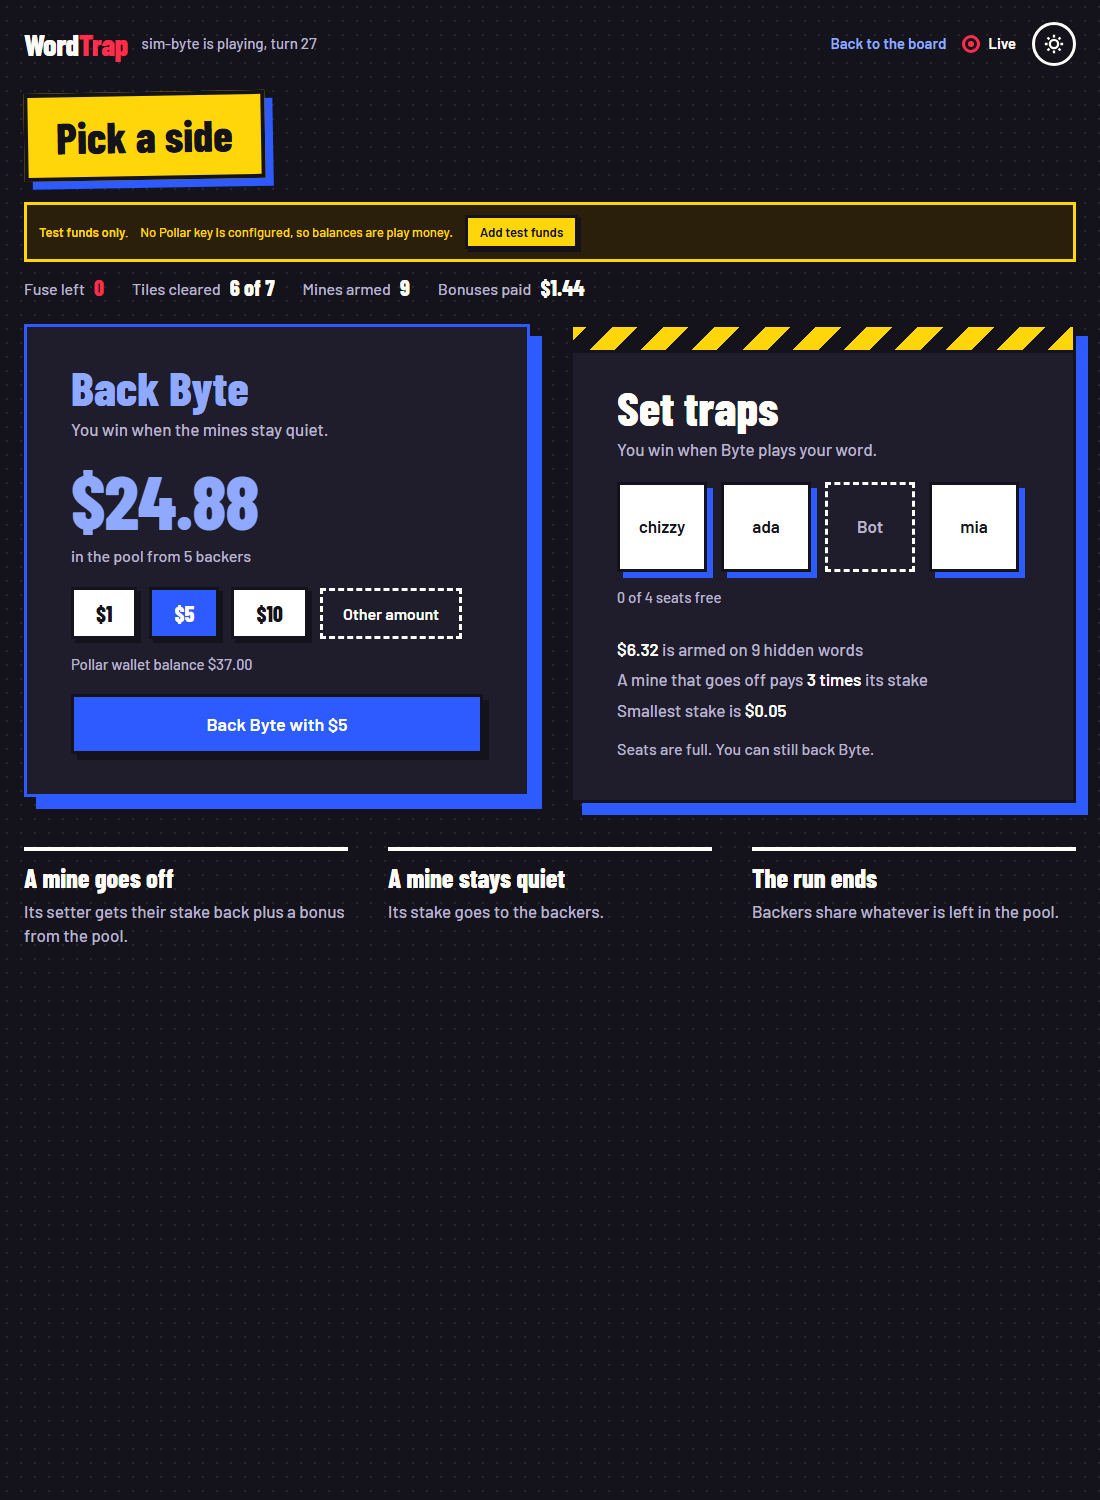 WordTrap sim-byte is playing, turn 27 Back to the board Live
Pick a side
Test funds only. No Pollar key is configured, so balances are play money. Add test funds
Fuse left 0 Tiles cleared 6 of 7 Mines armed 9 Bonuses paid $1.44
Back Byte
You win when the mines stay quiet.
$24.88
in the pool from 5 backers
$1 $5 $10 Other amount
Pollar wallet balance $37.00
Back Byte with $5
Set traps
You win when Byte plays your word.
chizzy ada Bot mia
0 of 4 seats free
$6.32 is armed on 9 hidden words
A mine that goes off pays 3 times its stake
Smallest stake is $0.05
Seats are full. You can still back Byte.
A mine goes off
Its setter gets their stake back plus a bonus
from the pool.
A mine stays quiet
Its stake goes to the backers.
The run ends
Backers share whatever is left in the pool.